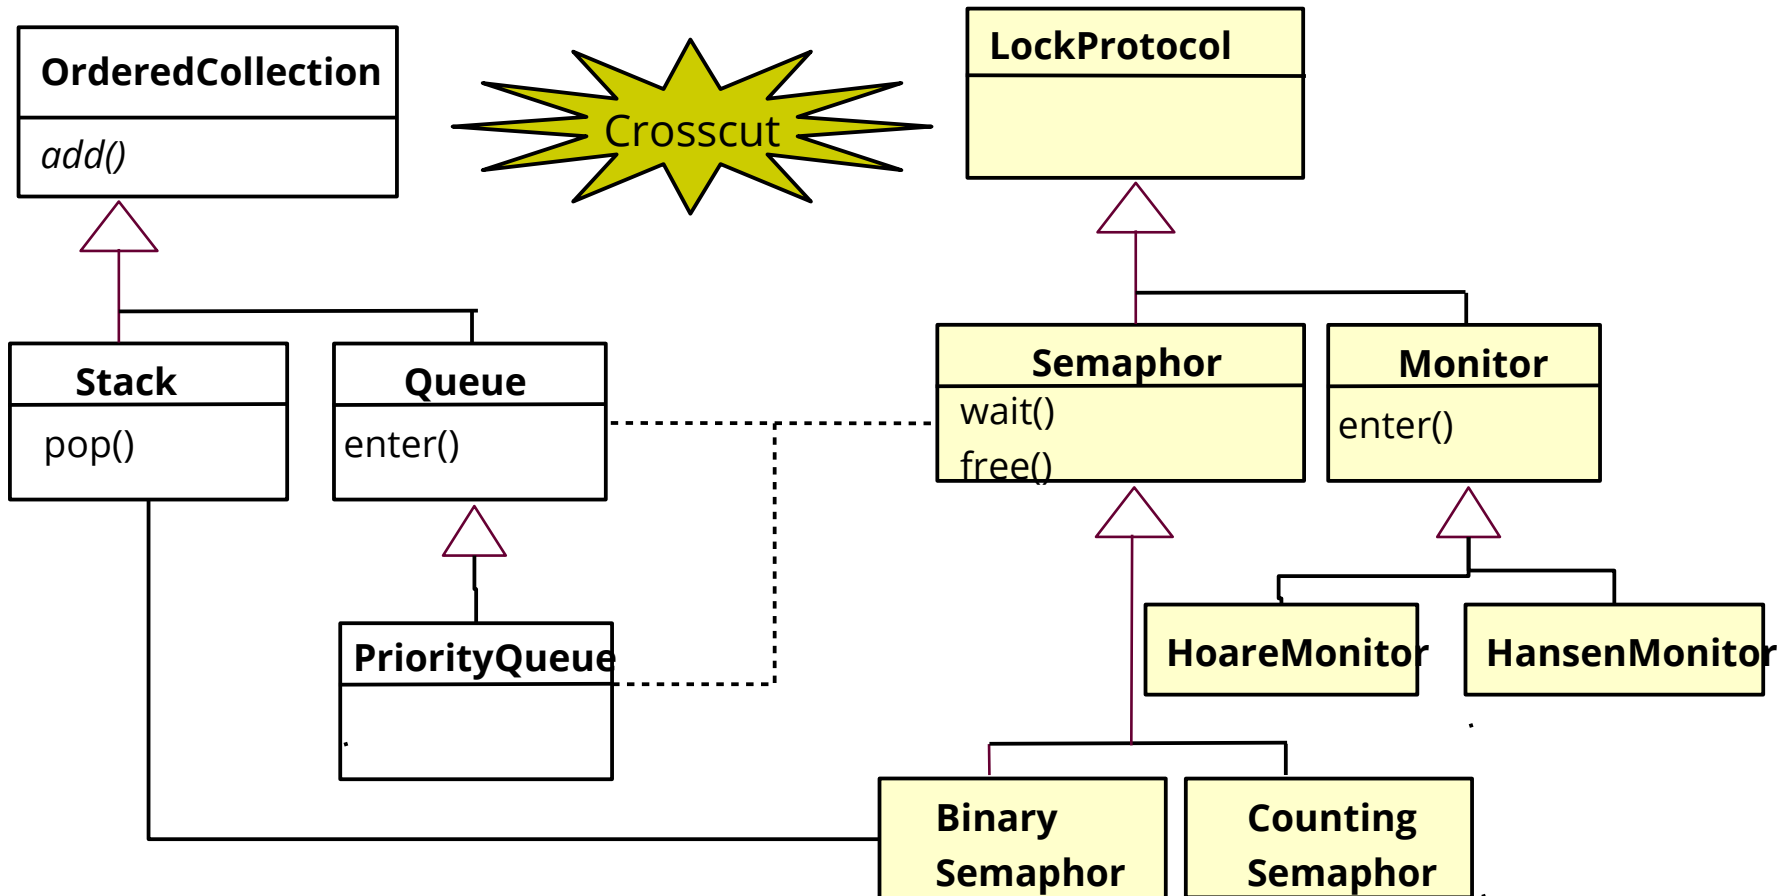 OrderedCollection
add()
Crosscut
LockProtocol
Stack
pop()
Queue
enter()
Semaphor
wait()
free()
Monitor
enter()
PriorityQueue
.
HoareMonitor
HansenMonitor
.
Binary
Semaphor
Counting
Semaphor